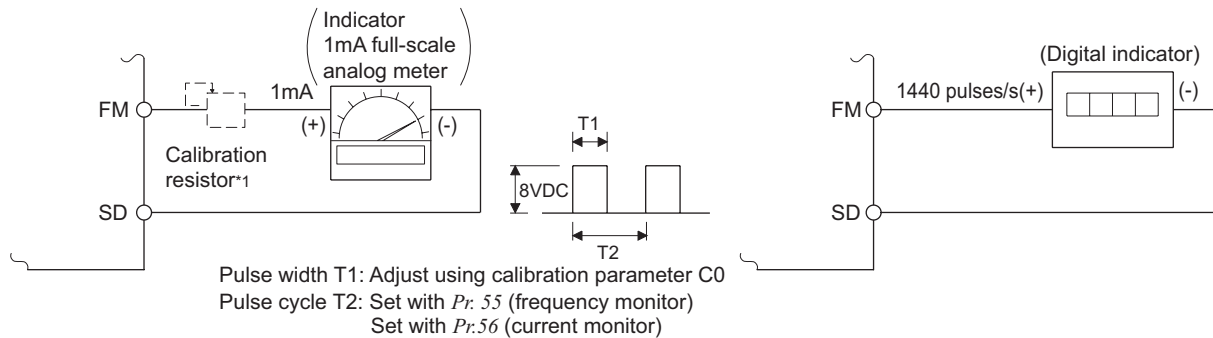 Indicator
1mA full-scale
analog meter
FM
1mA
(+)
(-)
Calibration
resistor*1
SD
T1
8VDC
T2
Pulse width T1: Adjust using calibration parameter C0
Pulse cycle T2: Set with Pr. 55 (frequency monitor)
Set with Pr.56 (current monitor)
(Digital indicator)
FM
1440 pulses/s(+)
(-)
SD